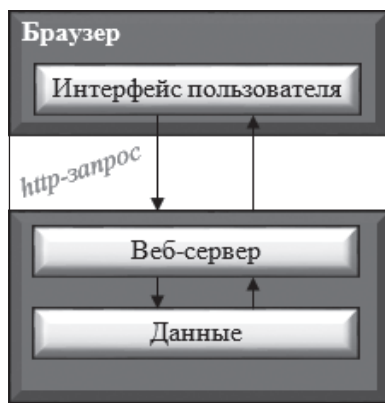 Браузер
Интерфейс пользователя
http-запрос
Веб-сервер
Данные